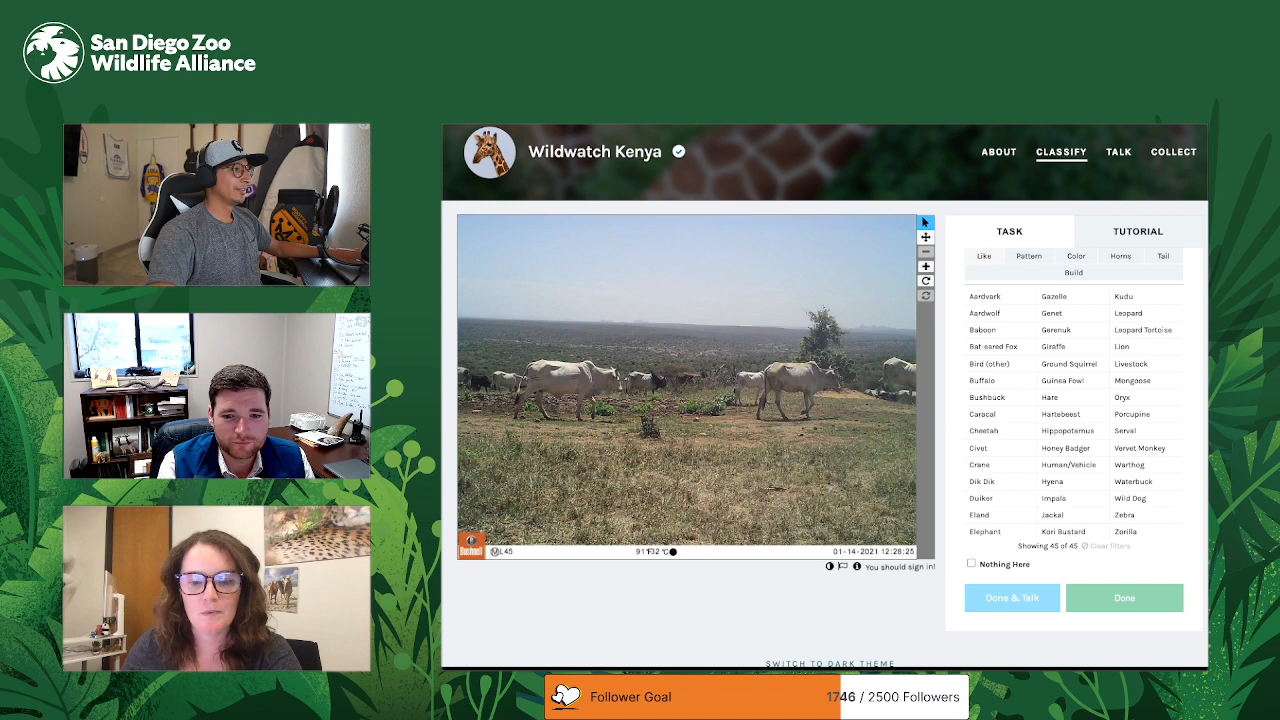 San Diego Zoo
Wildlife Alliance
Wildwatch Kenya
ABOUT
CLASSIFY
TALK
COLLECT
TASK
TUTORIAL
Like
Pattern
Color
Horns
Tail
Build
Aardvark
Gazelle
Kudu
Aardwolf
Genet
Leopard
Baboon
Gerenuk
Leopard Tortoise
Bat-eared Fox
Giraffe
Lion
Bird (other)
Ground Squirrel
Livestock
Buffalo
Guinea Fowl
Mongoose
Bushbuck
Hare
Oryx
Caracal
Hartebeest
Porcupine
Cheetah
Hippopotamus
Serval
Civet
Honey Badger
Vervet Monkey
Crane
Human/Vehicle
Warthog
Dik Dik
Hyena
Waterbuck
Duiker
Impala
Wild Dog
Eland
Jackal
Zebra
Elephant
Kori Bustard
Zorilla
Showing 45 of 45
Clear filters
Nothing Here
Done & Talk
Done
Bushnell
L45
01-14-2021 12:28:25
You should sign in!
SWITCH TO DARK THEME
Follower Goal
1746 / 2500 Followers